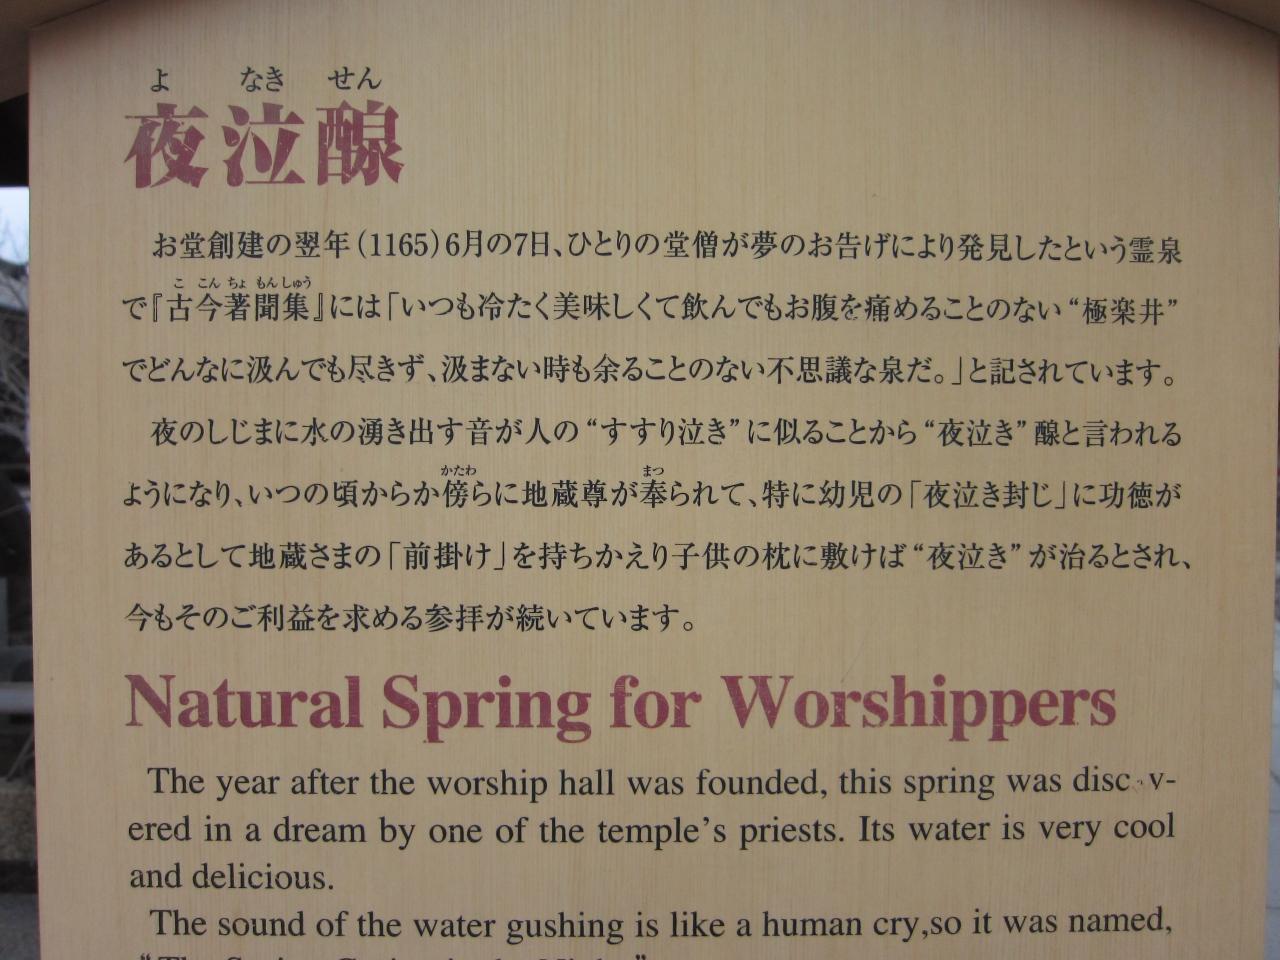 よ なき せん
夜泣醸
お堂創建の翌年(1165)6月の7日、ひとりの堂僧が夢のお告げにより発見したという霊泉
こ こん ちょ もん しゅう
で『古今著聞集』には「いつも冷たく美味しくて飲んでもお腹を痛めることのない“極楽井”
でどんなに汲んでも尽きず、汲まない時も余ることのない不思議な泉だ。」と記されています。
夜のしじまに水の湧き出す音が人の“すすり泣き”に似ることから“夜泣き”醸と言われる
かたわ まつ
ようになり、いつの頃からか傍らに地蔵尊が奉られて、特に幼児の「夜泣き封じ」に功徳が
あるとして地蔵さまの「前掛け」を持ちかえり子供の枕に敷けば“夜泣き”が治るとされ、
今もそのご利益を求める参拝が続いています。
Natural Spring for Worshippers
The year after the worship hall was founded, this spring was disc v-
ered in a dream by one of the temple's priests. Its water is very cool
and delicious.
The sound of the water gushing is like a human cry,so it was named,